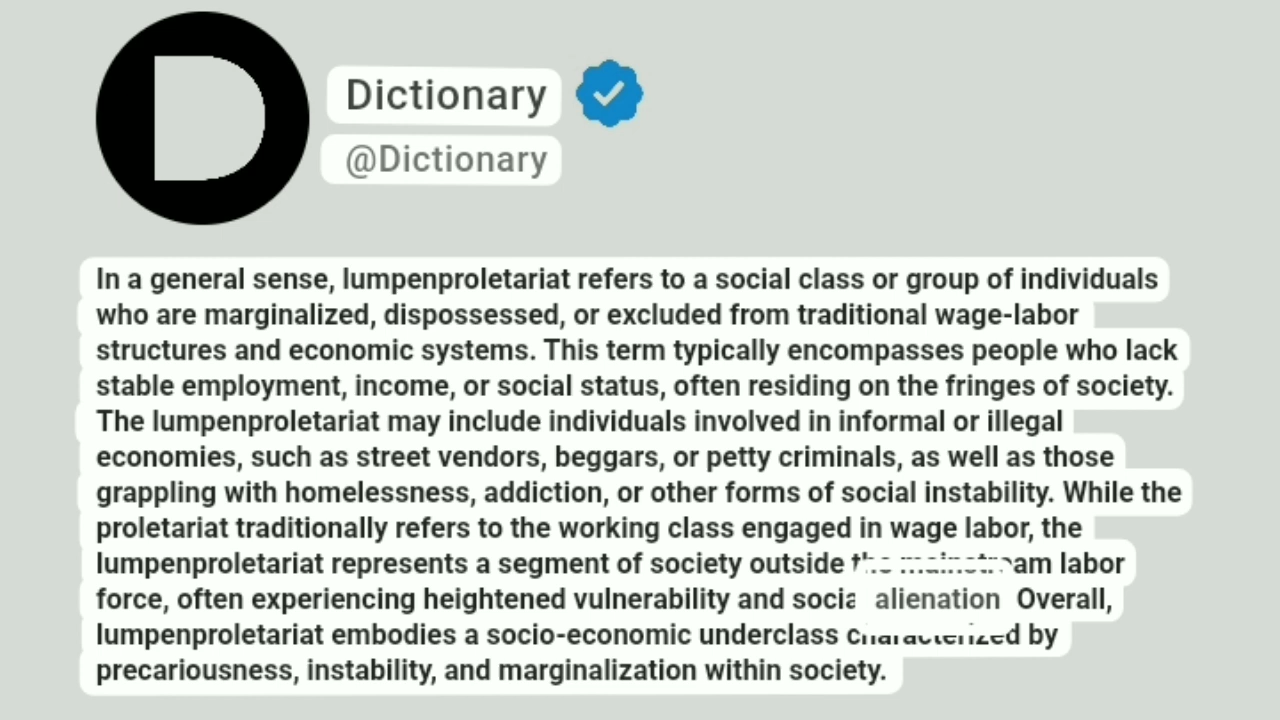 D
Dictionary
@Dictionary
In a general sense, lumpenproletariat refers to a social class or group of individuals
who are marginalized, dispossessed, or excluded from traditional wage-labor
structures and economic systems. This term typically encompasses people who lack
stable employment, income, or social status, often residing on the fringes of society.
The lumpenproletariat may include individuals involved in informal or illegal
economies, such as street vendors, beggars, or petty criminals, as well as those
grappling with homelessness, addiction, or other forms of social instability. While the
proletariat traditionally refers to the working class engaged in wage labor, the
lumpenproletariat represents a segment of society outside the mainstream labor
force, often experiencing heightened vulnerability and socia alienation Overall,
lumpenproletariat embodies a socio-economic underclass characterized by
precariousness, instability, and marginalization within society.